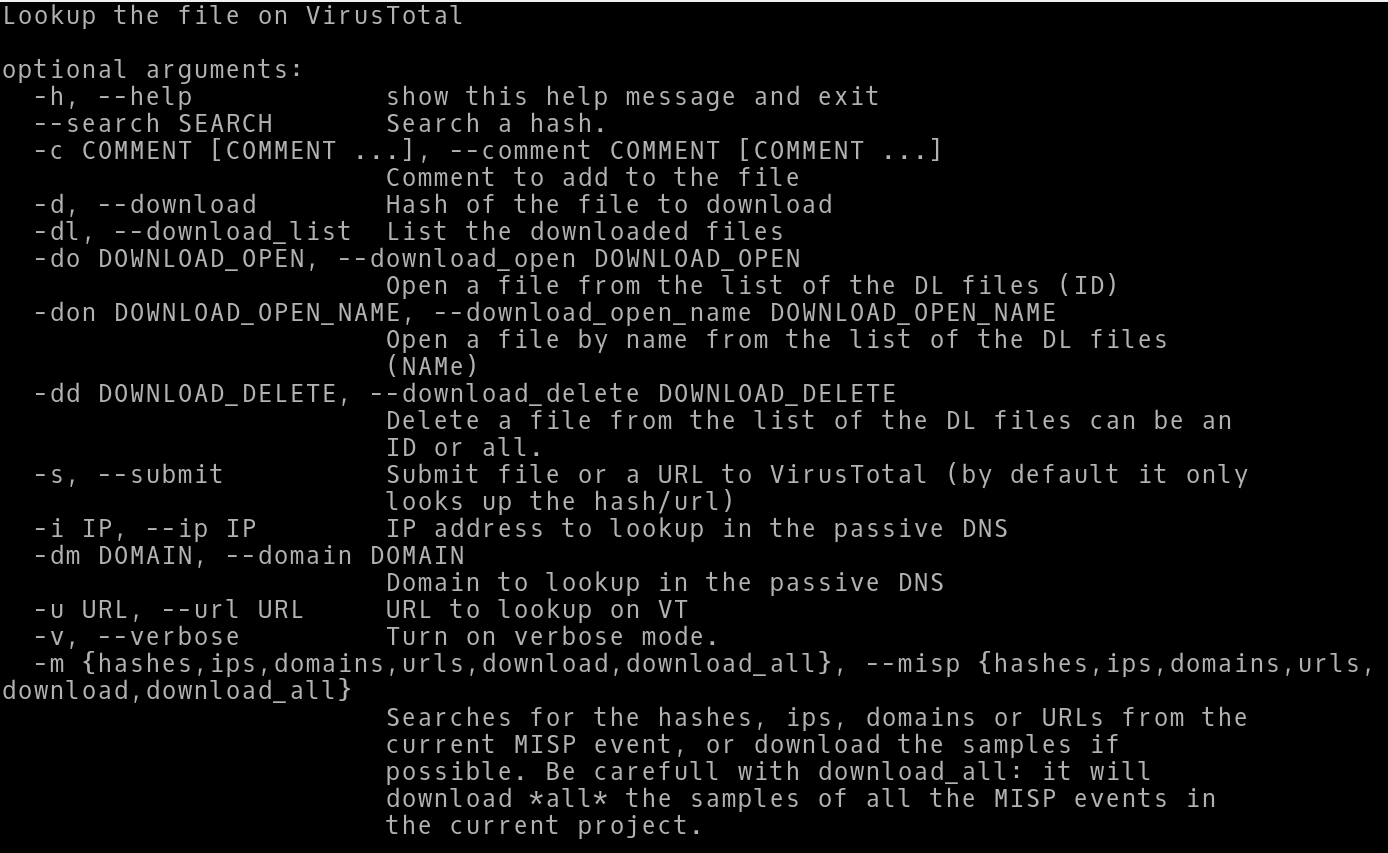 Lookup the file on VirusTotal
optional arguments:
  -h, --help            show this help message and exit
  --search SEARCH       Search a hash.
  -c COMMENT [COMMENT ...], --comment COMMENT [COMMENT ...]
                        Comment to add to the file
  -d, --download        Hash of the file to download
  -dl, --download_list  List the downloaded files
  -do DOWNLOAD_OPEN, --download_open DOWNLOAD_OPEN
                        Open a file from the list of the DL files (ID)
  -don DOWNLOAD_OPEN_NAME, --download_open_name DOWNLOAD_OPEN_NAME
                        Open a file by name from the list of the DL files
                        (NAMe)
  -dd DOWNLOAD_DELETE, --download_delete DOWNLOAD_DELETE
                        Delete a file from the list of the DL files can be an
                        ID or all.
  -s, --submit          Submit file or a URL to VirusTotal (by default it only
                        looks up the hash/url)
  -i IP, --ip IP        IP address to lookup in the passive DNS
  -dm DOMAIN, --domain DOMAIN
                        Domain to lookup in the passive DNS
  -u URL, --url URL     URL to lookup on VT
  -v, --verbose         Turn on verbose mode.
  -m {hashes,ips,domains,urls,download,download_all}, --misp {hashes,ips,domains,urls,
download,download_all}
                        Searches for the hashes, ips, domains or URLs from the
                        current MISP event, or download the samples if
                        possible. Be carefull with download_all: it will
                        download *all* the samples of all the MISP events in
                        the current project.